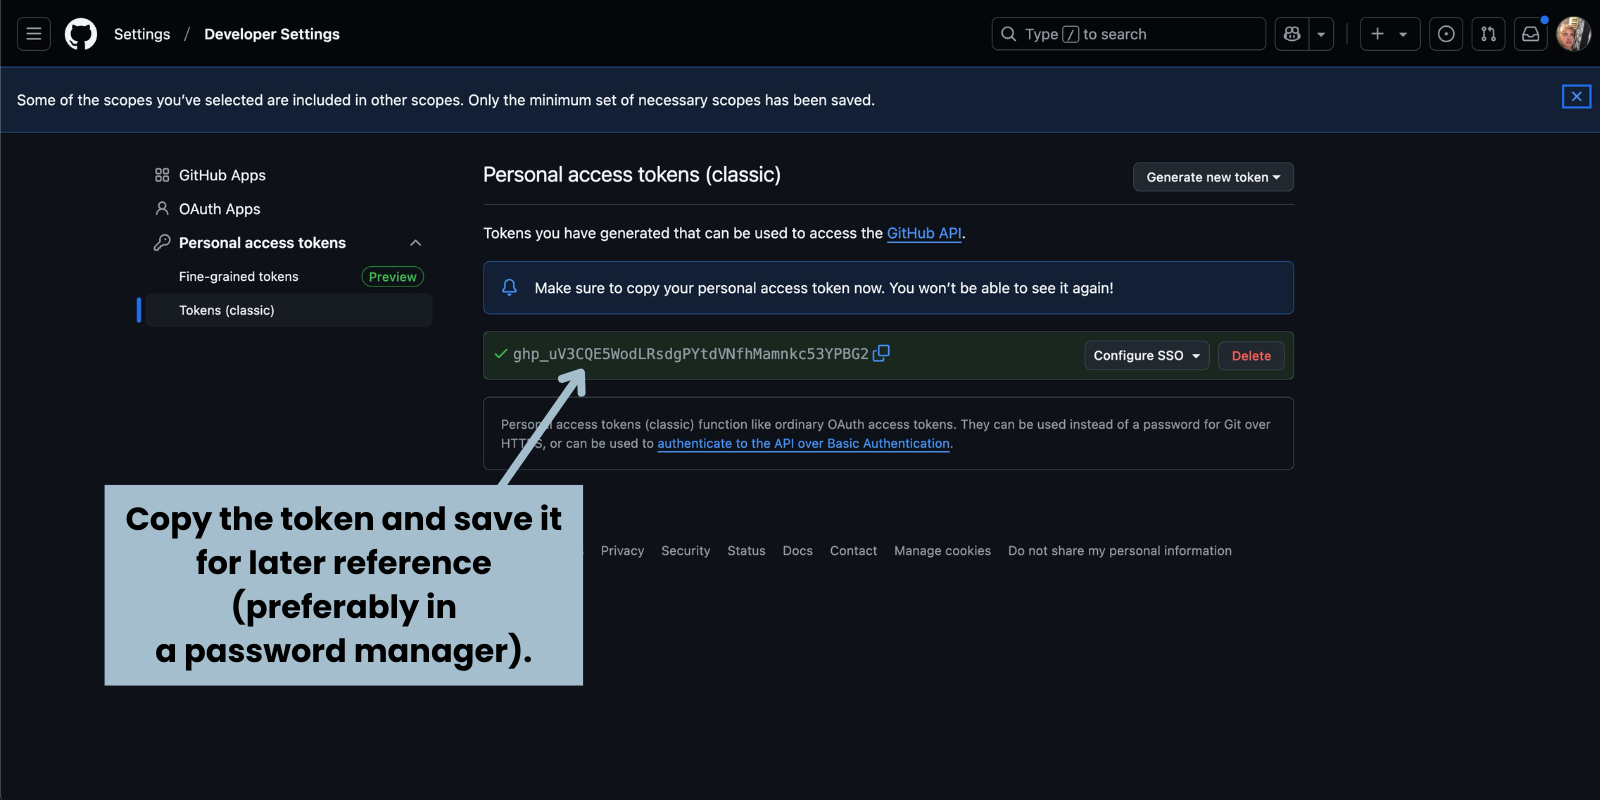 Settings / Developer Settings
Type / to search
Some of the scopes you’ve selected are included in other scopes. Only the minimum set of necessary scopes has been saved.
GitHub Apps
OAuth Apps
Personal access tokens
Fine-grained tokens Preview
Tokens (classic)
Personal access tokens (classic)
Generate new token
Tokens you have generated that can be used to access the GitHub API.
Make sure to copy your personal access token now. You won’t be able to see it again!
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
Configure SSO
Delete
Personal access tokens (classic) function like ordinary OAuth access tokens. They can be used instead of a password for Git over
HTTPS, or can be used to authenticate to the API over Basic Authentication.
Copy the token and save it
for later reference
(preferably in
a password manager).
Privacy Security Status Docs Contact Manage cookies Do not share my personal information